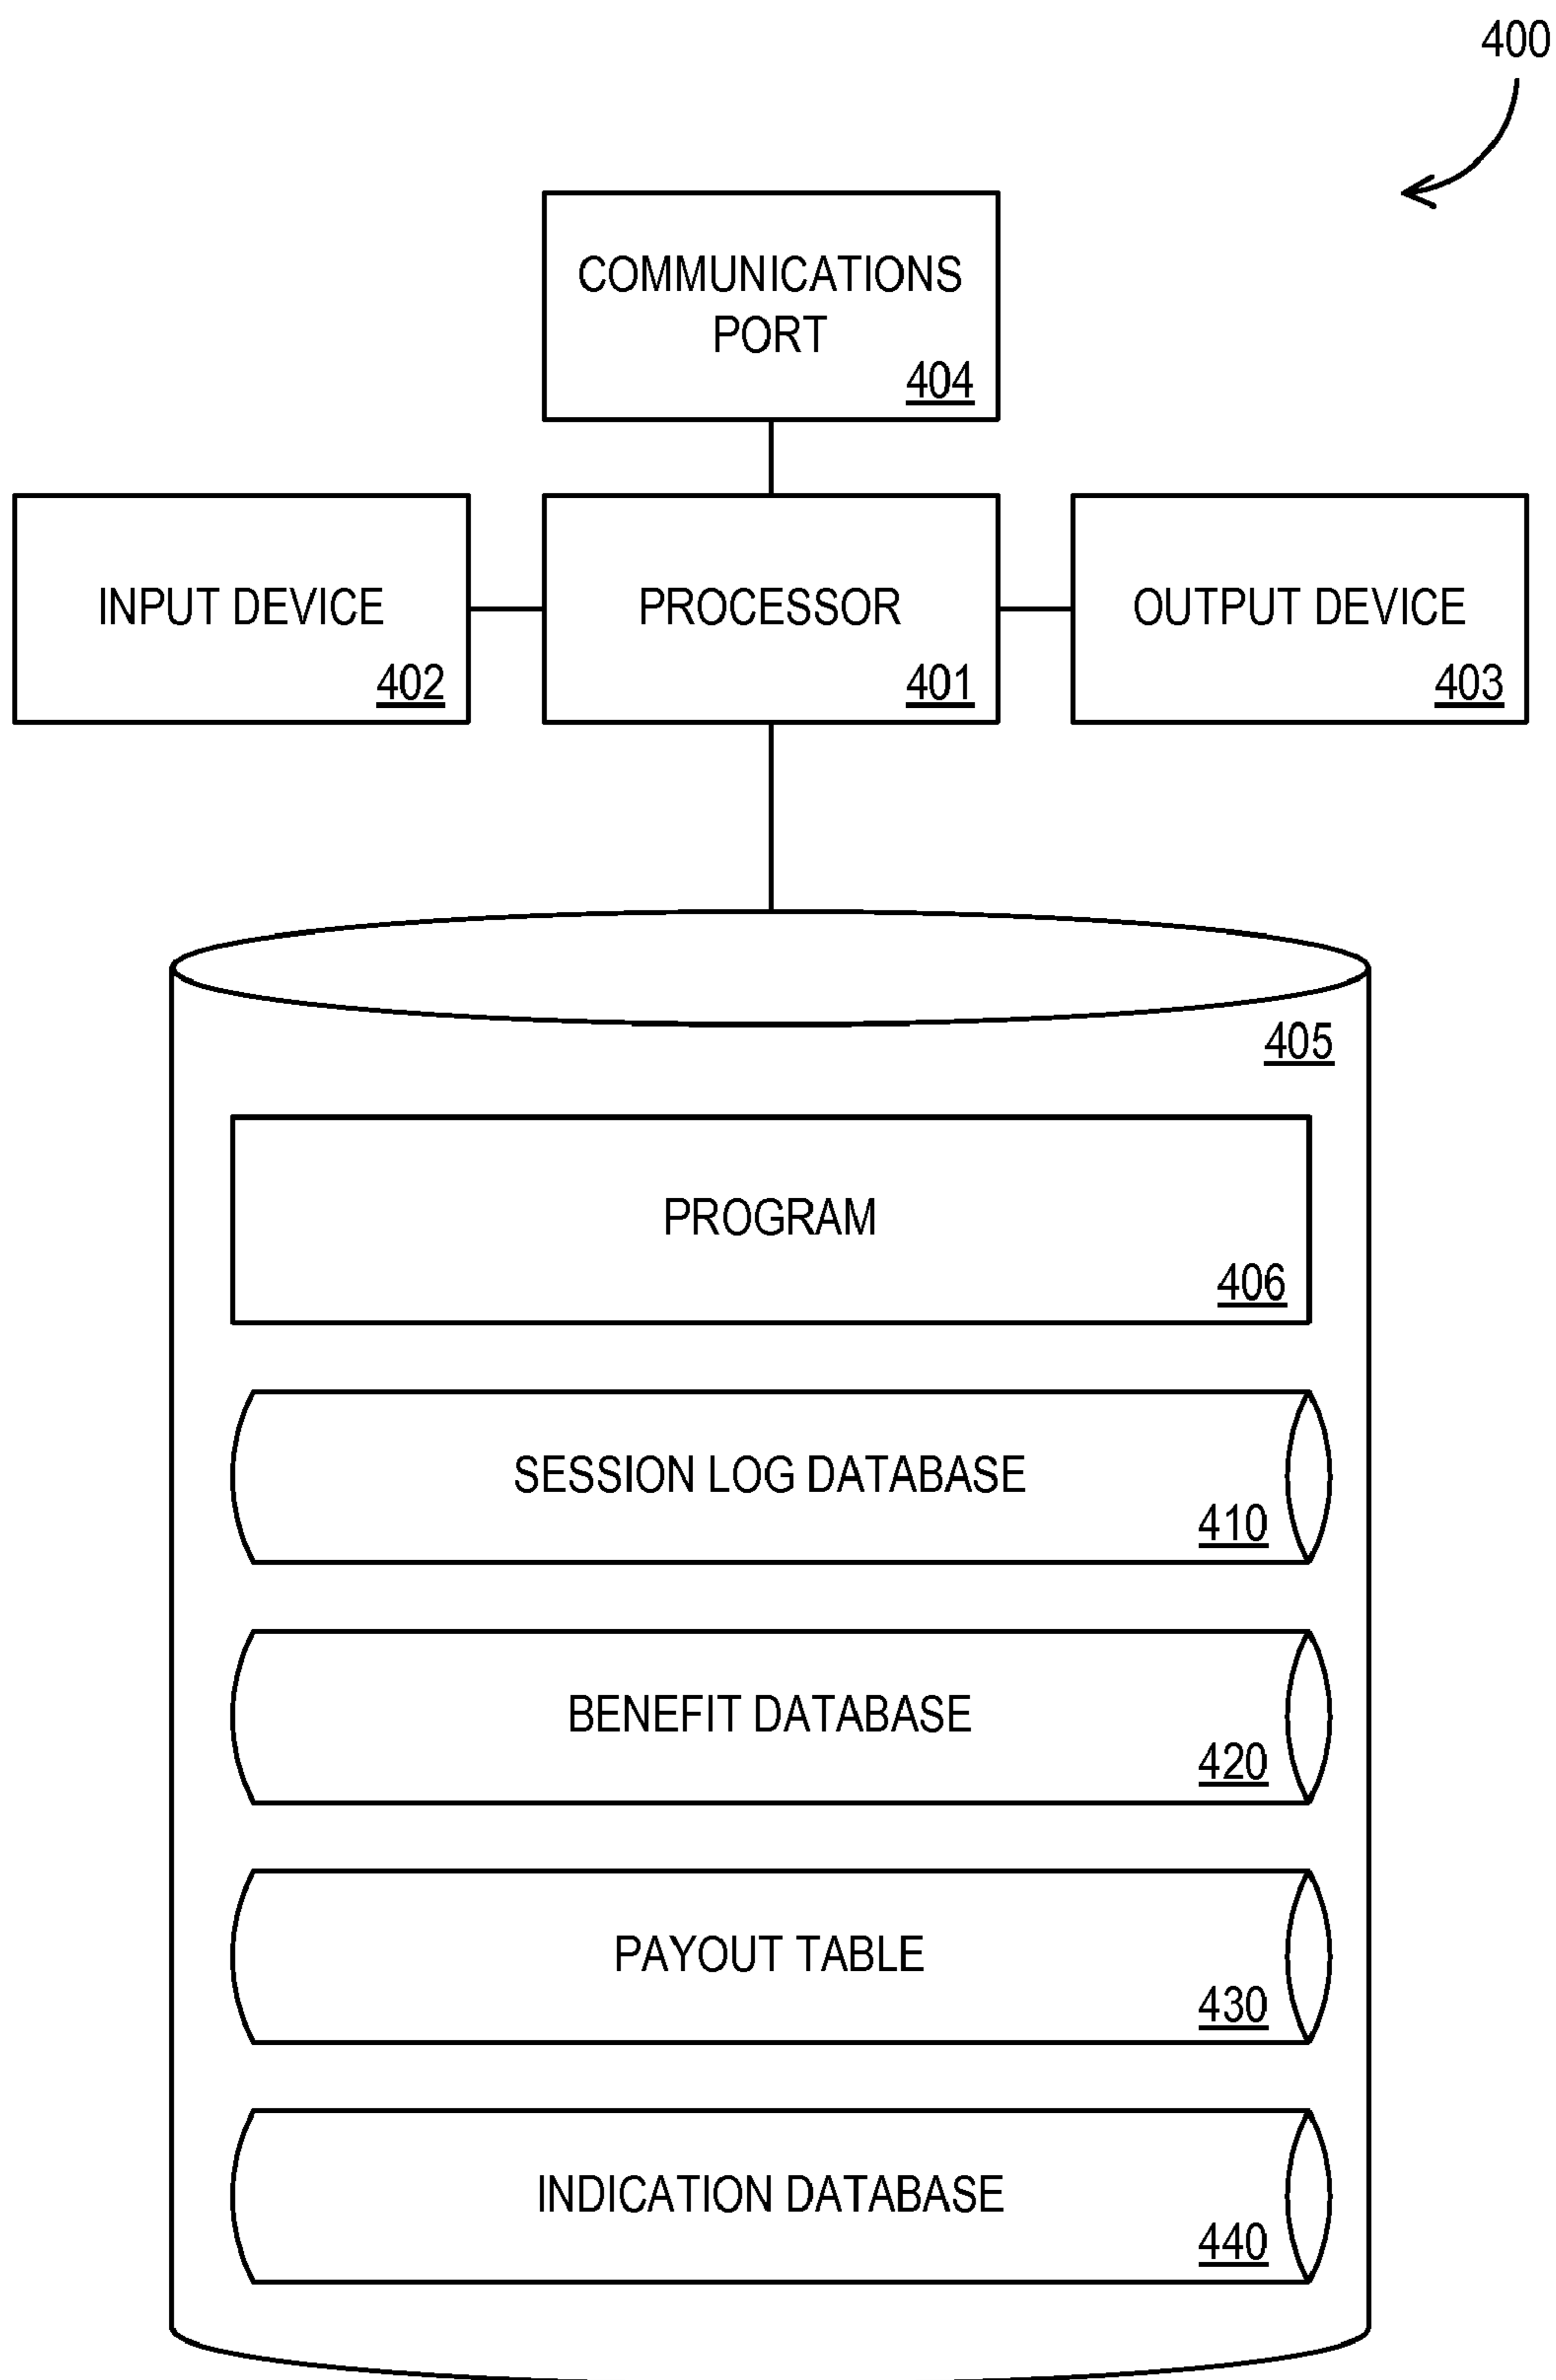 400
COMMUNICATIONS
PORT
404
INPUT DEVICE
402
PROCESSOR
401
OUTPUT DEVICE
403
405
PROGRAM
406
SESSION LOG DATABASE
410
BENEFIT DATABASE
420
PAYOUT TABLE
430
INDICATION DATABASE
440